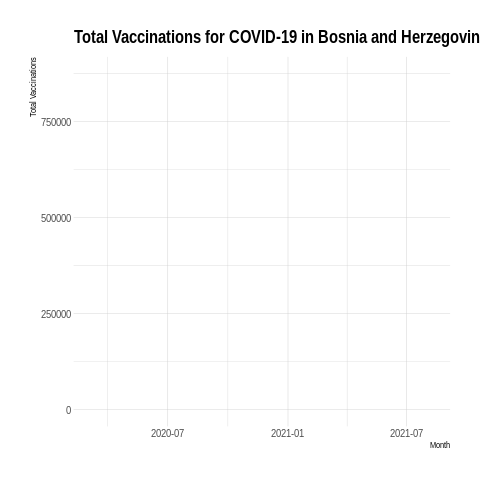 Total Vaccinations for COVID-19 in Bosnia and Herzegovin
Total Vaccinations
750000
500000
250000
0
2020-07
2021-01
2021-07
Month